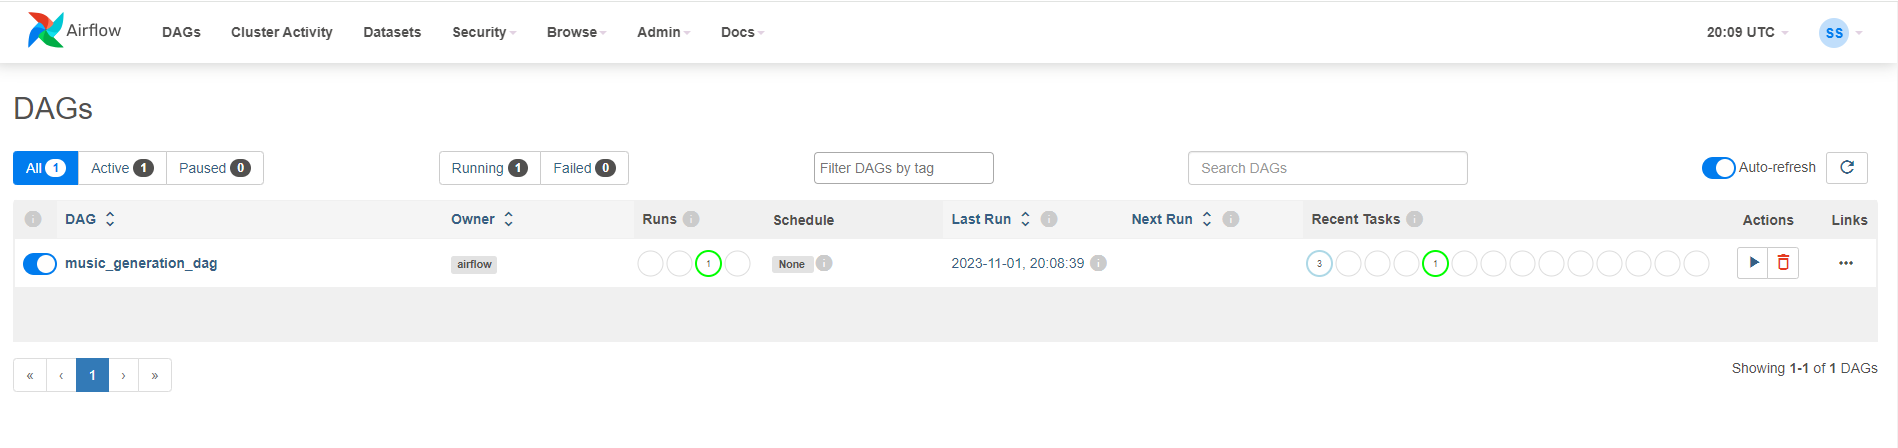 Airflow DAGs Cluster Activity Datasets Security Browse Admin Docs 20:09 UTC SS
DAGs
All 1 Active 1 Paused 0 Running 1 Failed 0 Filter DAGs by tag Search DAGs Auto-refresh
i DAG Owner Runs i Schedule Last Run i Next Run i Recent Tasks i Actions Links
music_generation_dag airflow 1 None i 2023-11-01, 20:08:39 i 3 1 ...
« ‹ 1 › » Showing 1-1 of 1 DAGs